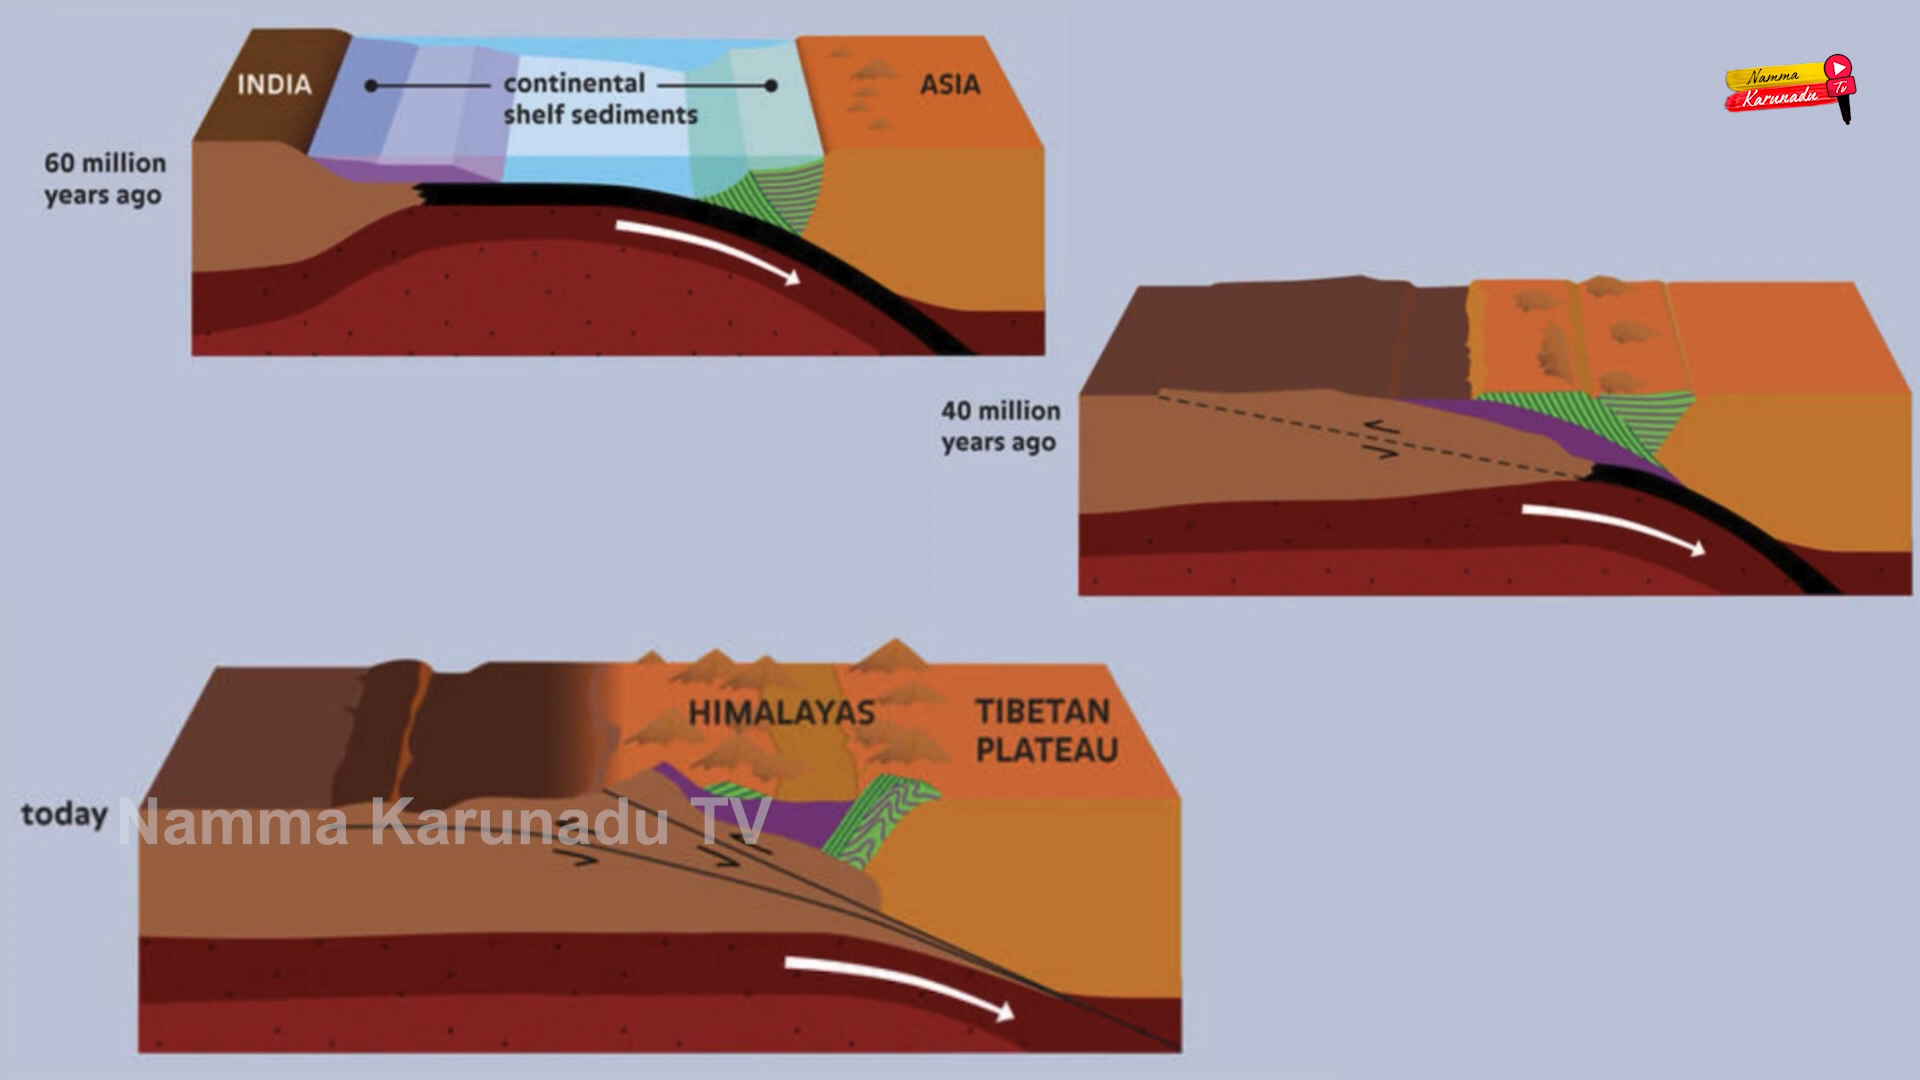 INDIA
continental
shelf sediments
ASIA
Namma
Karunadu
Tv
60 million
years ago
40 million
years ago
HIMALAYAS
TIBETAN
PLATEAU
today
Namma Karunadu TV